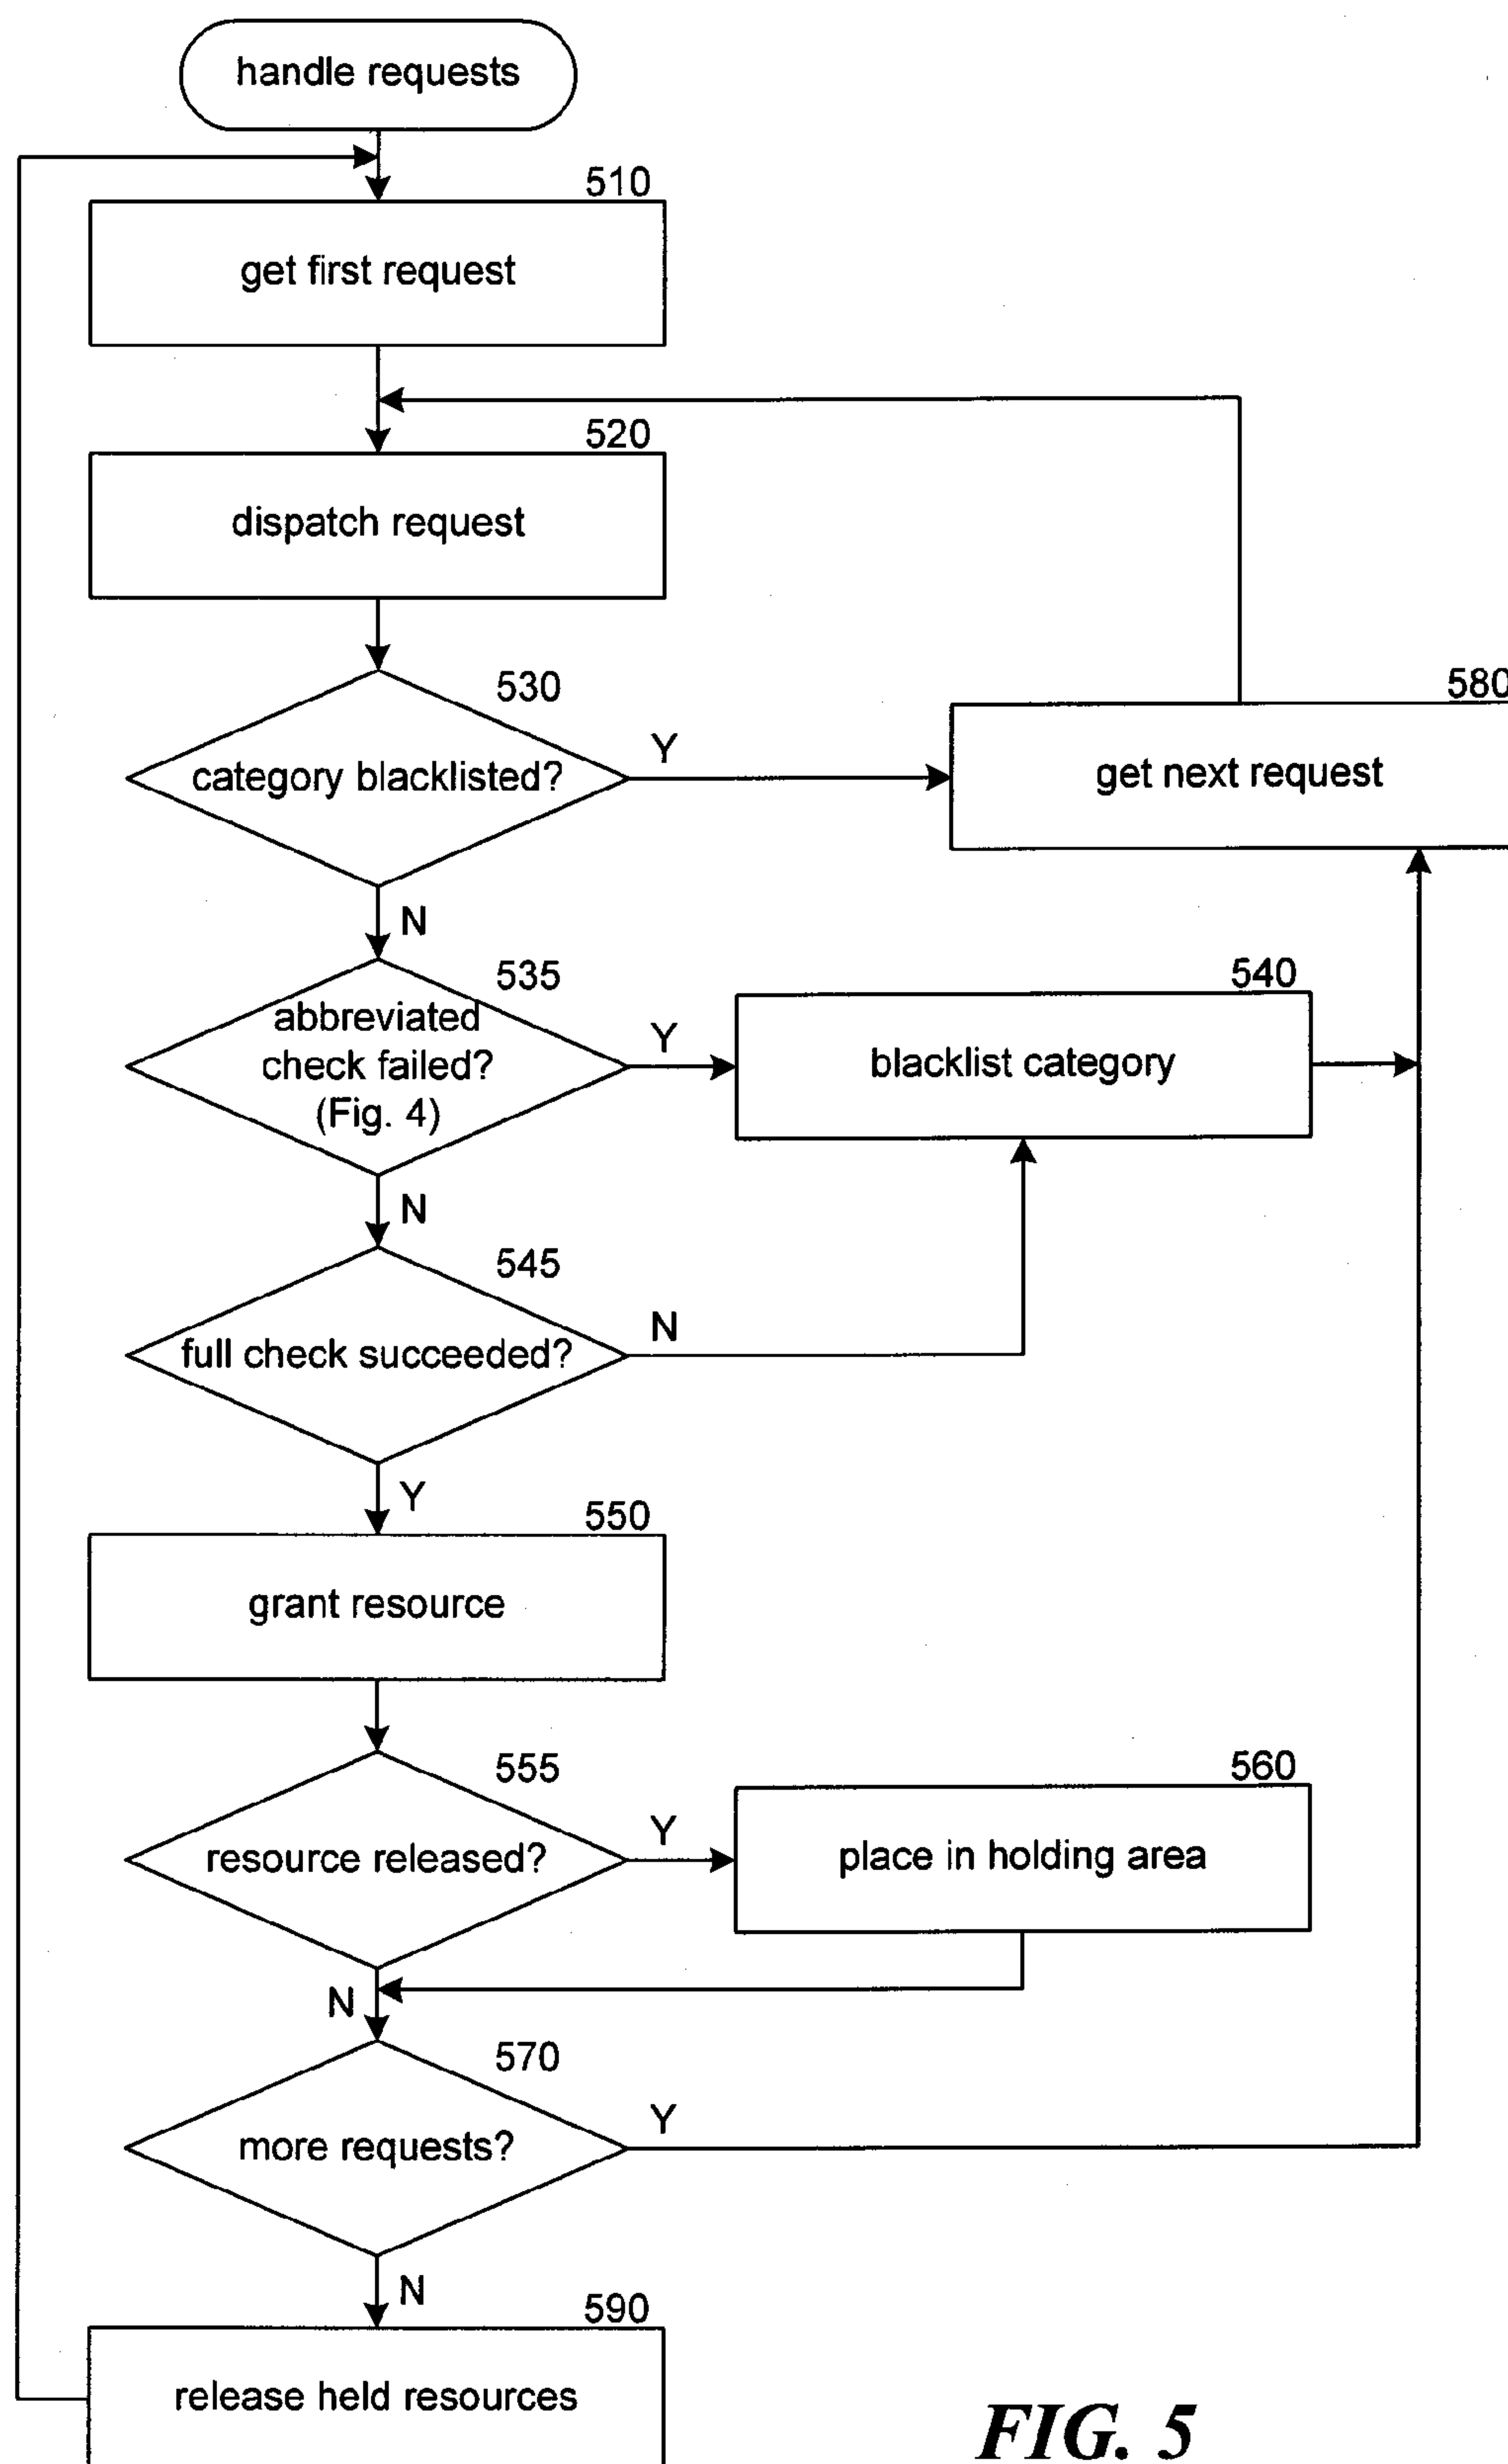 handle requests
510
get first request
520
dispatch request
530
category blacklisted?
Y
580
get next request
N
535
abbreviated
check failed?
(Fig. 4)
Y
540
blacklist category
N
545
full check succeeded?
N
Y
550
grant resource
555
resource released?
Y
560
place in holding area
N
570
more requests?
Y
N
590
release held resources
FIG. 5